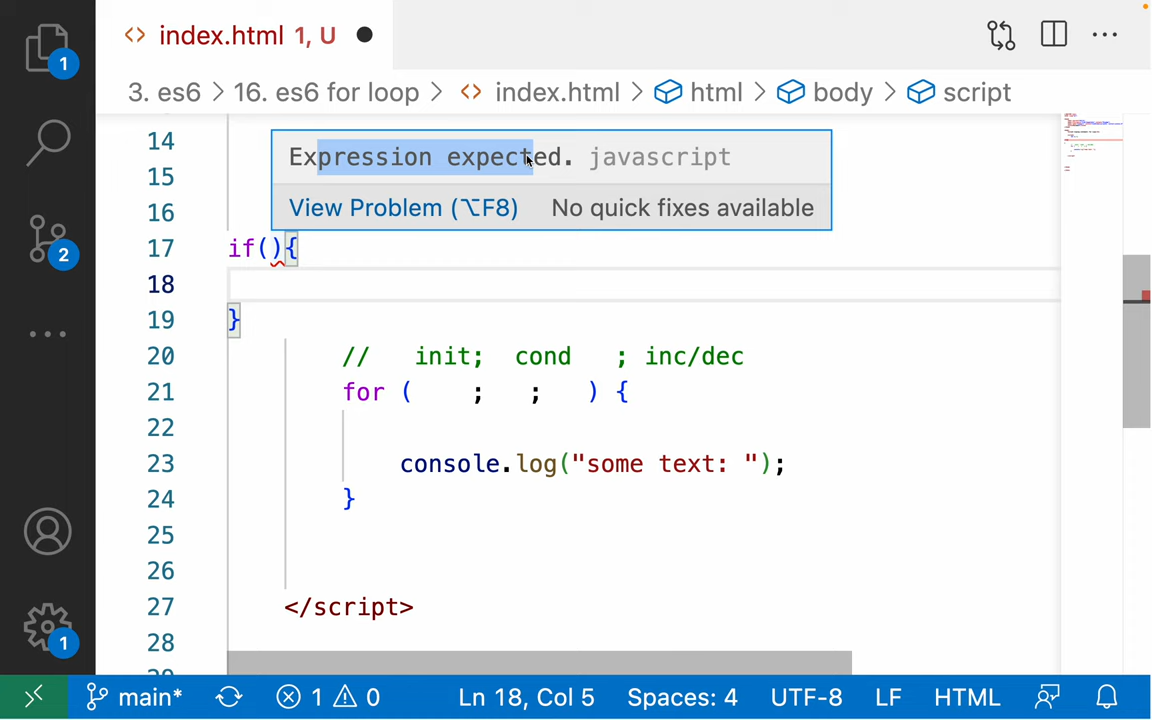 index.html 1, U
1
3. es6 > 16. es6 for loop > index.html > html > body > script
14
Expression expected. javascript
15
View Problem (⌥F8) No quick fixes available
16
17 if(){
2
18
19 }
20 // init; cond ; inc/dec
21 for ( ; ; ) {
22
23 console.log("some text: ");
24 }
25
26
27 </script>
28
1
main* 1 0 Ln 18, Col 5 Spaces: 4 UTF-8 LF HTML